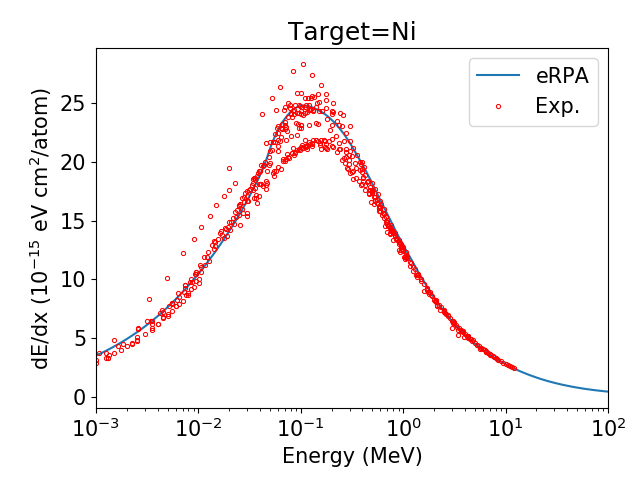 Target=Ni
eRPA
Exp.
dE/dx (10⁻¹⁵ eV cm²/atom)
25
20
15
10
5
0
10⁻³ 10⁻² 10⁻¹ 10⁰ 10¹ 10²
Energy (MeV)